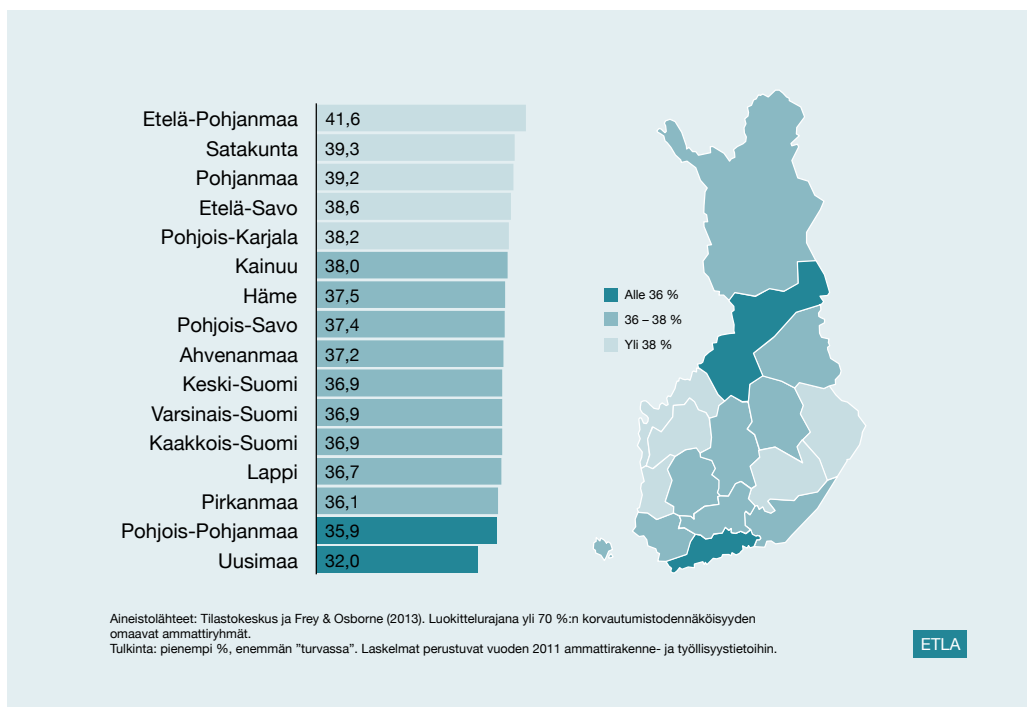 Etelä-Pohjanmaa 41,6
Satakunta 39,3
Pohjanmaa 39,2
Etelä-Savo 38,6
Pohjois-Karjala 38,2
Kainuu 38,0
Häme 37,5
Pohjois-Savo 37,4
Ahvenanmaa 37,2
Keski-Suomi 36,9
Varsinais-Suomi 36,9
Kaakkois-Suomi 36,9
Lappi 36,7
Pirkanmaa 36,1
Pohjois-Pohjanmaa 35,9
Uusimaa 32,0
Alle 36 %
36 – 38 %
Yli 38 %
Aineistolähteet: Tilastokeskus ja Frey & Osborne (2013). Luokittelurajana yli 70 %:n korvautumistodennäköisyyden
omaavat ammattiryhmät.
Tulkinta: pienempi %, enemmän ”turvassa”. Laskelmat perustuvat vuoden 2011 ammattirakenne- ja työllisyystietoihin.
ETLA